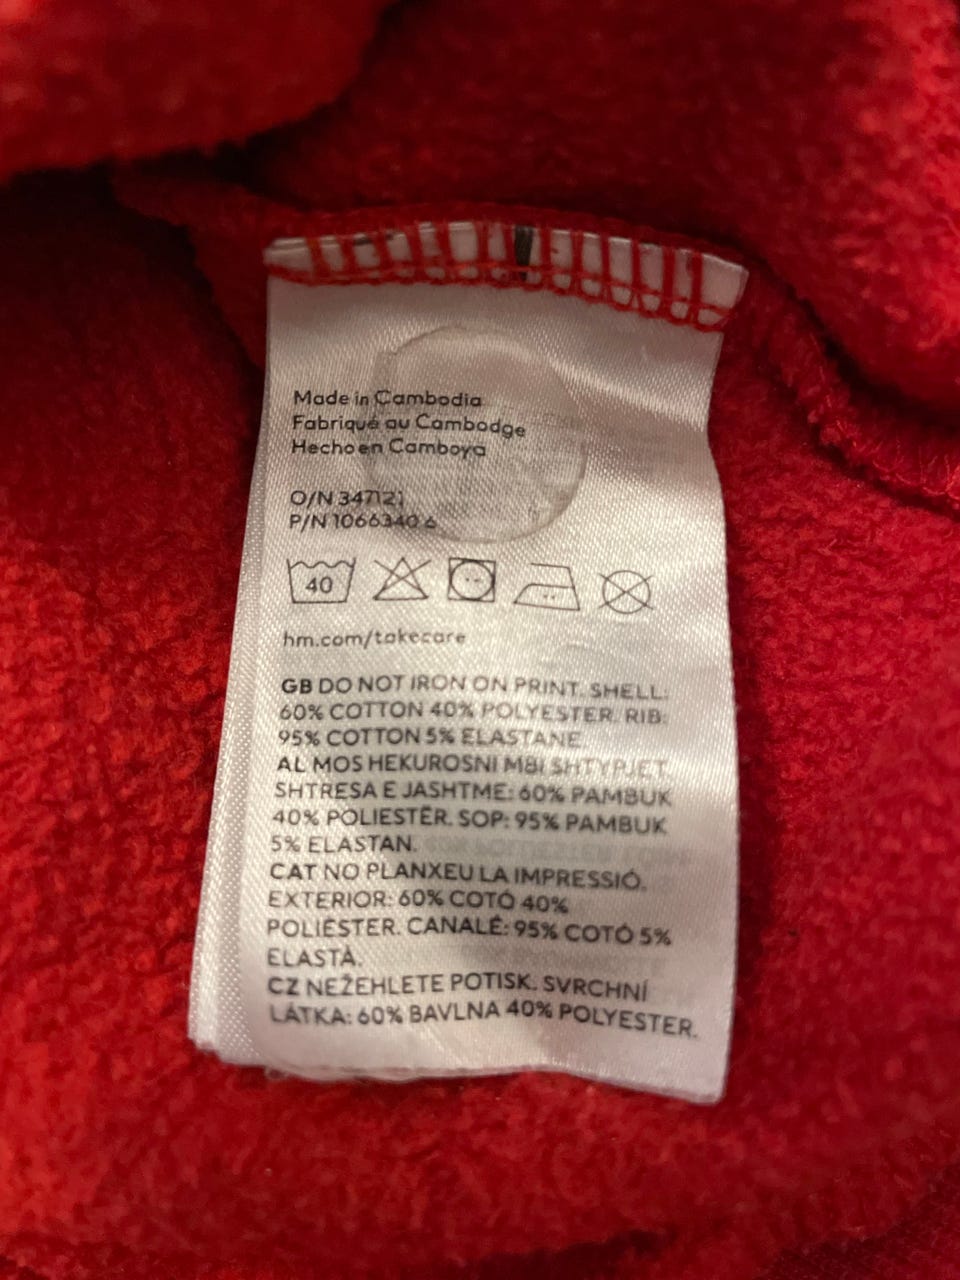 Made in Cambodia
Fabriqué au Cambodge
Hecho en Camboya
O/N 347121
P/N 1066340 6
40
hm.com/takecare
GB DO NOT IRON ON PRINT. SHELL:
60% COTTON 40% POLYESTER. RIB:
95% COTTON 5% ELASTANE.
AL MOS HEKUROSNI MBI SHTYPJET.
SHTRESA E JASHTME: 60% PAMBUK
40% POLIESTËR. SOP: 95% PAMBUK
5% ELASTAN.
CAT NO PLANXEU LA IMPRESSIÓ.
EXTERIOR: 60% COTÓ 40%
POLIÈSTER. CANALÉ: 95% COTÓ 5%
ELASTÀ.
CZ NEŽEHLETE POTISK. SVRCHNÍ
LÁTKA: 60% BAVLNA 40% POLYESTER.